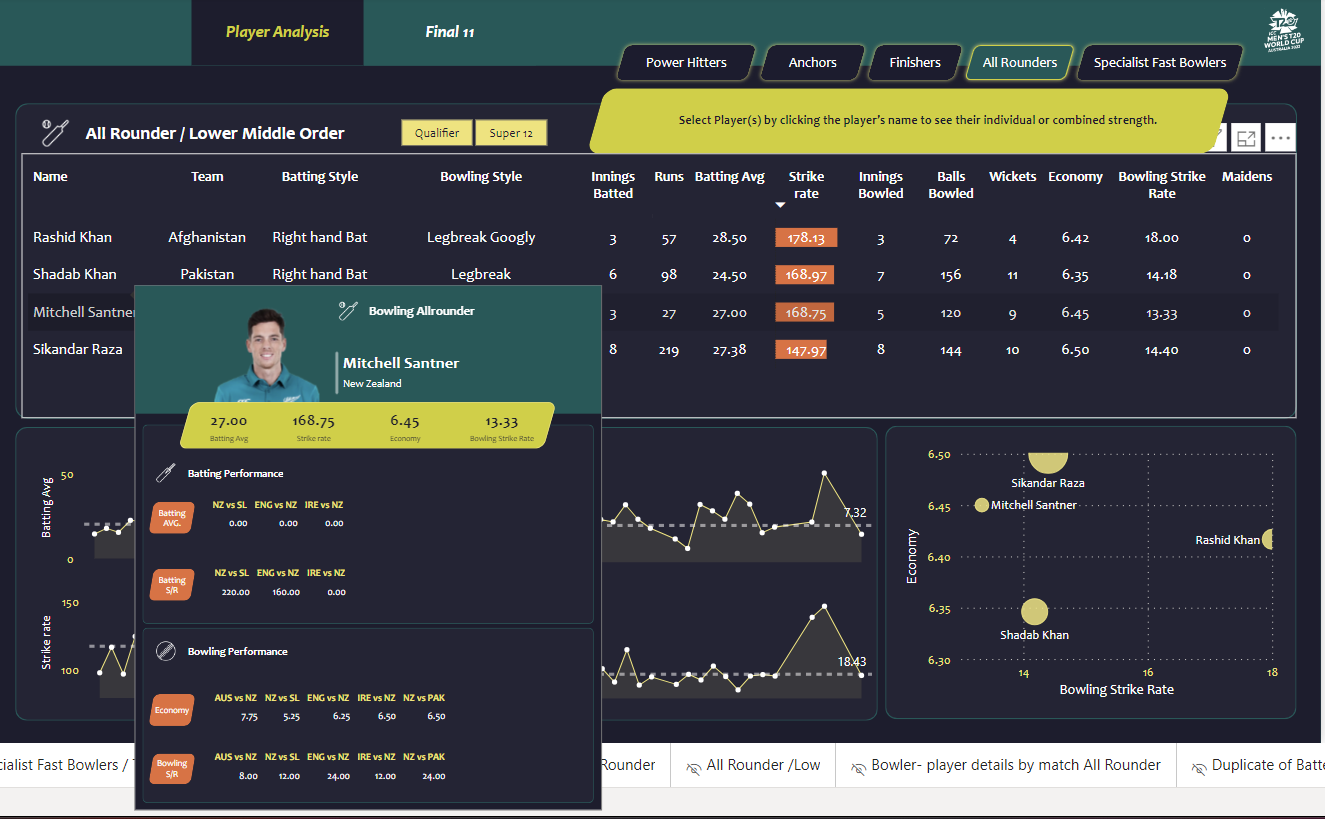 Player Analysis
Final 11
T20
ICC
MEN'S T20
WORLD CUP
AUSTRALIA 2022
Power Hitters
Anchors
Finishers
All Rounders
Specialist Fast Bowlers
Select Player(s) by clicking the player's name to see their individual or combined strength.
All Rounder / Lower Middle Order
Qualifier
Super 12
Name Team Batting Style Bowling Style Innings Batted Runs Batting Avg Strike rate Innings Bowled Balls Bowled Wickets Economy Bowling Strike Rate Maidens
Rashid Khan Afghanistan Right hand Bat Legbreak Googly 3 57 28.50 178.13 3 72 4 6.42 18.00 0
Shadab Khan Pakistan Right hand Bat Legbreak 6 98 24.50 168.97 7 156 11 6.35 14.18 0
Mitchell Santner 3 27 27.00 168.75 5 120 9 6.45 13.33 0
Sikandar Raza 8 219 27.38 147.97 8 144 10 6.50 14.40 0
Bowling Allrounder
Mitchell Santner
New Zealand
27.00 168.75 6.45 13.33
Batting Avg Strike rate Economy Bowling Strike Rate
Batting Performance
Batting AVG.
NZ vs SL ENG vs NZ IRE vs NZ
0.00 0.00 0.00
Batting S/R
NZ vs SL ENG vs NZ IRE vs NZ
220.00 160.00 0.00
Bowling Performance
Economy
AUS vs NZ NZ vs SL ENG vs NZ IRE vs NZ NZ vs PAK
7.75 5.25 6.25 6.50 6.50
Bowling S/R
AUS vs NZ NZ vs SL ENG vs NZ IRE vs NZ NZ vs PAK
8.00 12.00 24.00 12.00 24.00
Batting Avg
50
0
Strike rate
150
100
7.32
18.43
Economy
6.50
6.45
6.40
6.35
6.30
Sikandar Raza
Mitchell Santner
Rashid Khan
Shadab Khan
14 16 18
Bowling Strike Rate
cialist Fast Bowlers /
Rounder
All Rounder /Low
Bowler- player details by match All Rounder
Duplicate of Batte